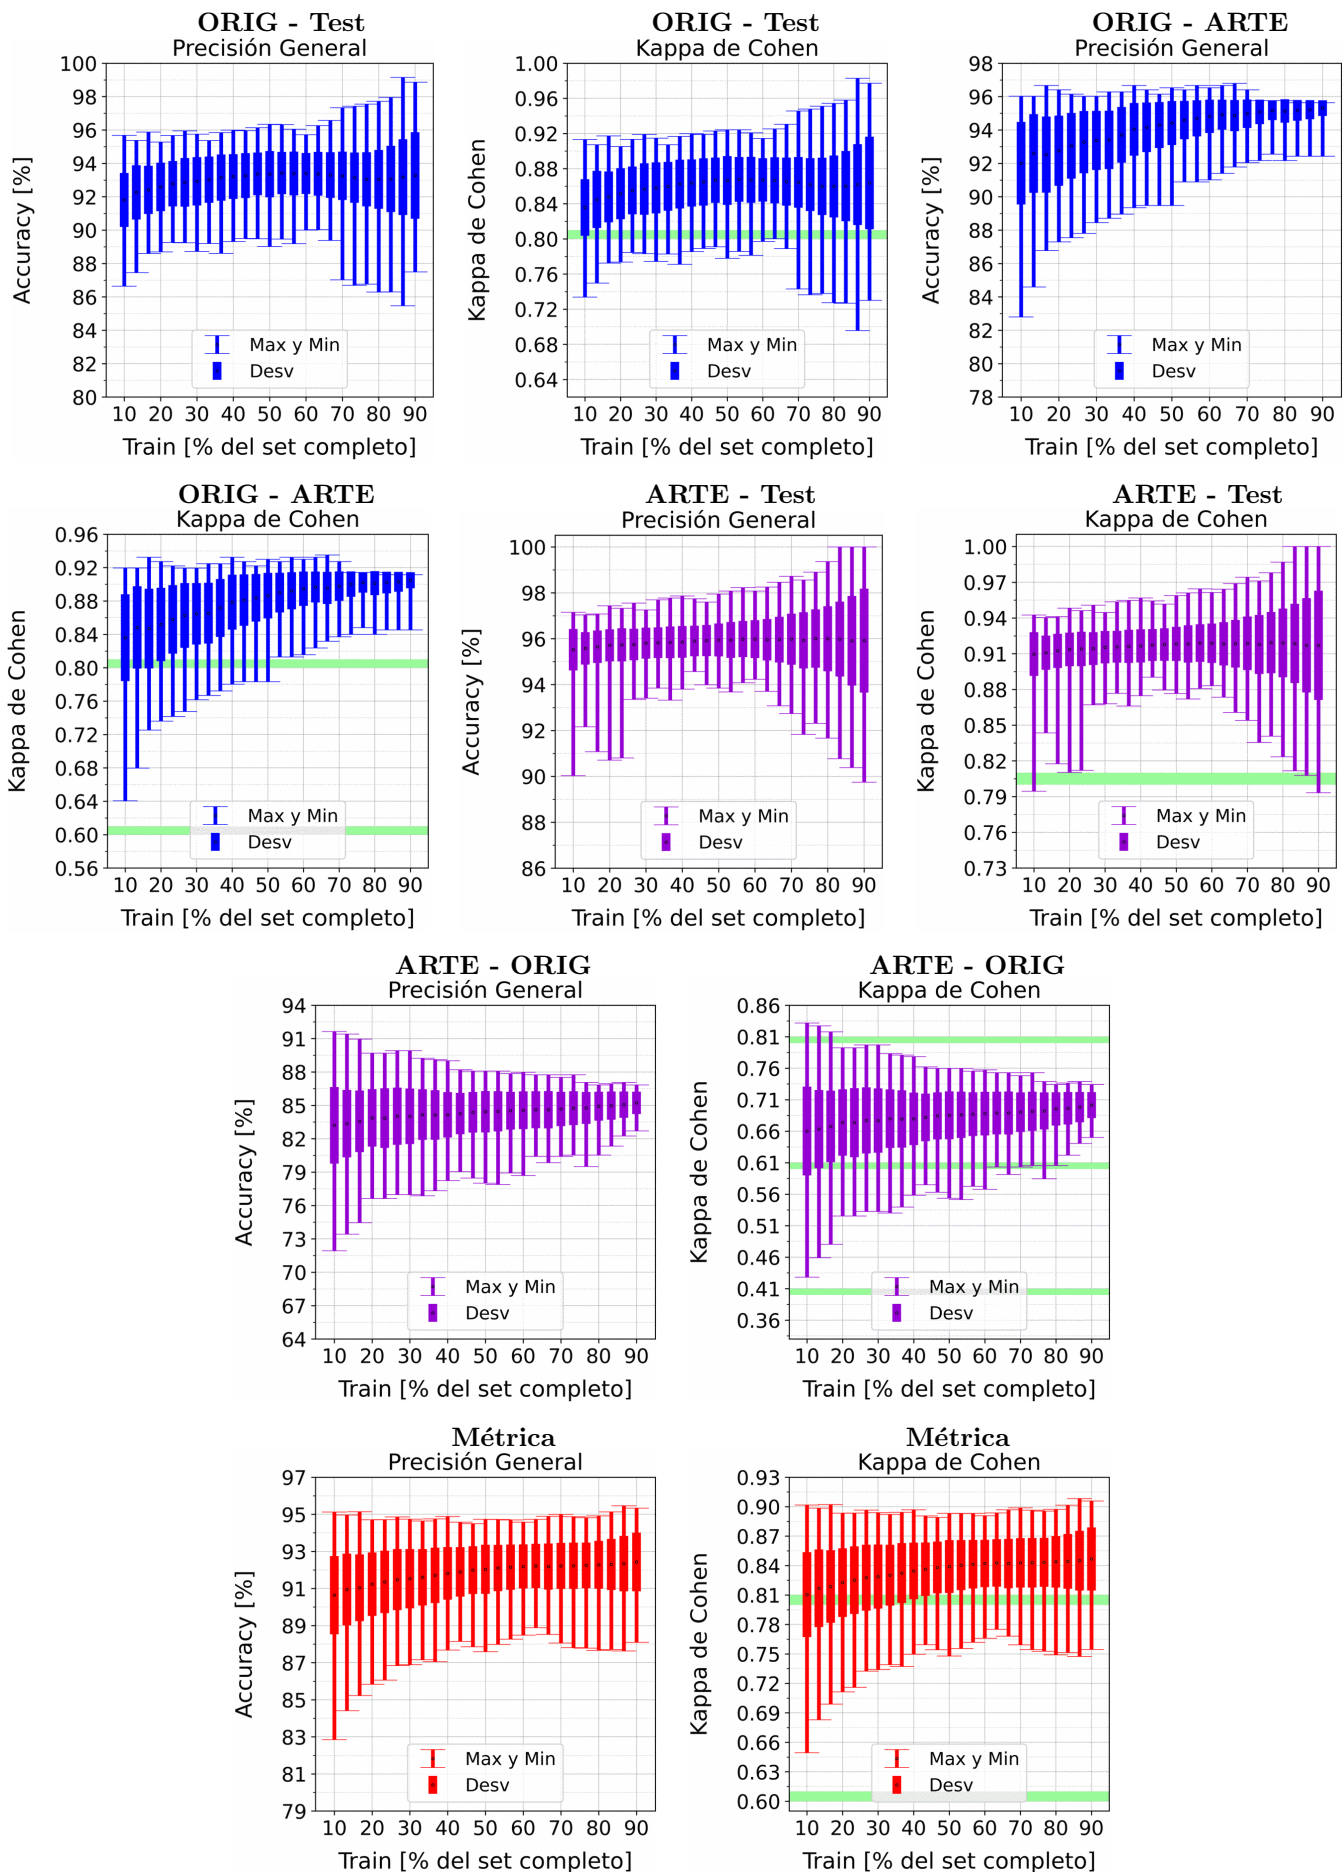 ORIG - Test
Precisión General
Accuracy [%]
100
98
96
94
92
90
88
86
84
82
80
Max y Min
Desv
10 20 30 40 50 60 70 80 90
Train [% del set completo]
ORIG - Test
Kappa de Cohen
Kappa de Cohen
1.00
0.96
0.92
0.88
0.84
0.80
0.76
0.72
0.68
0.64
Max y Min
Desv
10 20 30 40 50 60 70 80 90
Train [% del set completo]
ORIG - ARTE
Precisión General
Accuracy [%]
98
96
94
92
90
88
86
84
82
80
78
Max y Min
Desv
10 20 30 40 50 60 70 80 90
Train [% del set completo]
ORIG - ARTE
Kappa de Cohen
Kappa de Cohen
0.96
0.92
0.88
0.84
0.80
0.76
0.72
0.68
0.64
0.60
0.56
Max y Min
Desv
10 20 30 40 50 60 70 80 90
Train [% del set completo]
ARTE - Test
Precisión General
Accuracy [%]
100
98
96
94
92
90
88
86
Max y Min
Desv
10 20 30 40 50 60 70 80 90
Train [% del set completo]
ARTE - Test
Kappa de Cohen
Kappa de Cohen
1.00
0.97
0.94
0.91
0.88
0.85
0.82
0.79
0.76
0.73
Max y Min
Desv
10 20 30 40 50 60 70 80 90
Train [% del set completo]
ARTE - ORIG
Precisión General
Accuracy [%]
94
91
88
85
82
79
76
73
70
67
64
Max y Min
Desv
10 20 30 40 50 60 70 80 90
Train [% del set completo]
ARTE - ORIG
Kappa de Cohen
Kappa de Cohen
0.86
0.81
0.76
0.71
0.66
0.61
0.56
0.51
0.46
0.41
0.36
Max y Min
Desv
10 20 30 40 50 60 70 80 90
Train [% del set completo]
Métrica
Precisión General
Accuracy [%]
97
95
93
91
89
87
85
83
81
79
Max y Min
Desv
10 20 30 40 50 60 70 80 90
Train [% del set completo]
Métrica
Kappa de Cohen
Kappa de Cohen
0.93
0.90
0.87
0.84
0.81
0.78
0.75
0.72
0.69
0.66
0.63
0.60
Max y Min
Desv
10 20 30 40 50 60 70 80 90
Train [% del set completo]